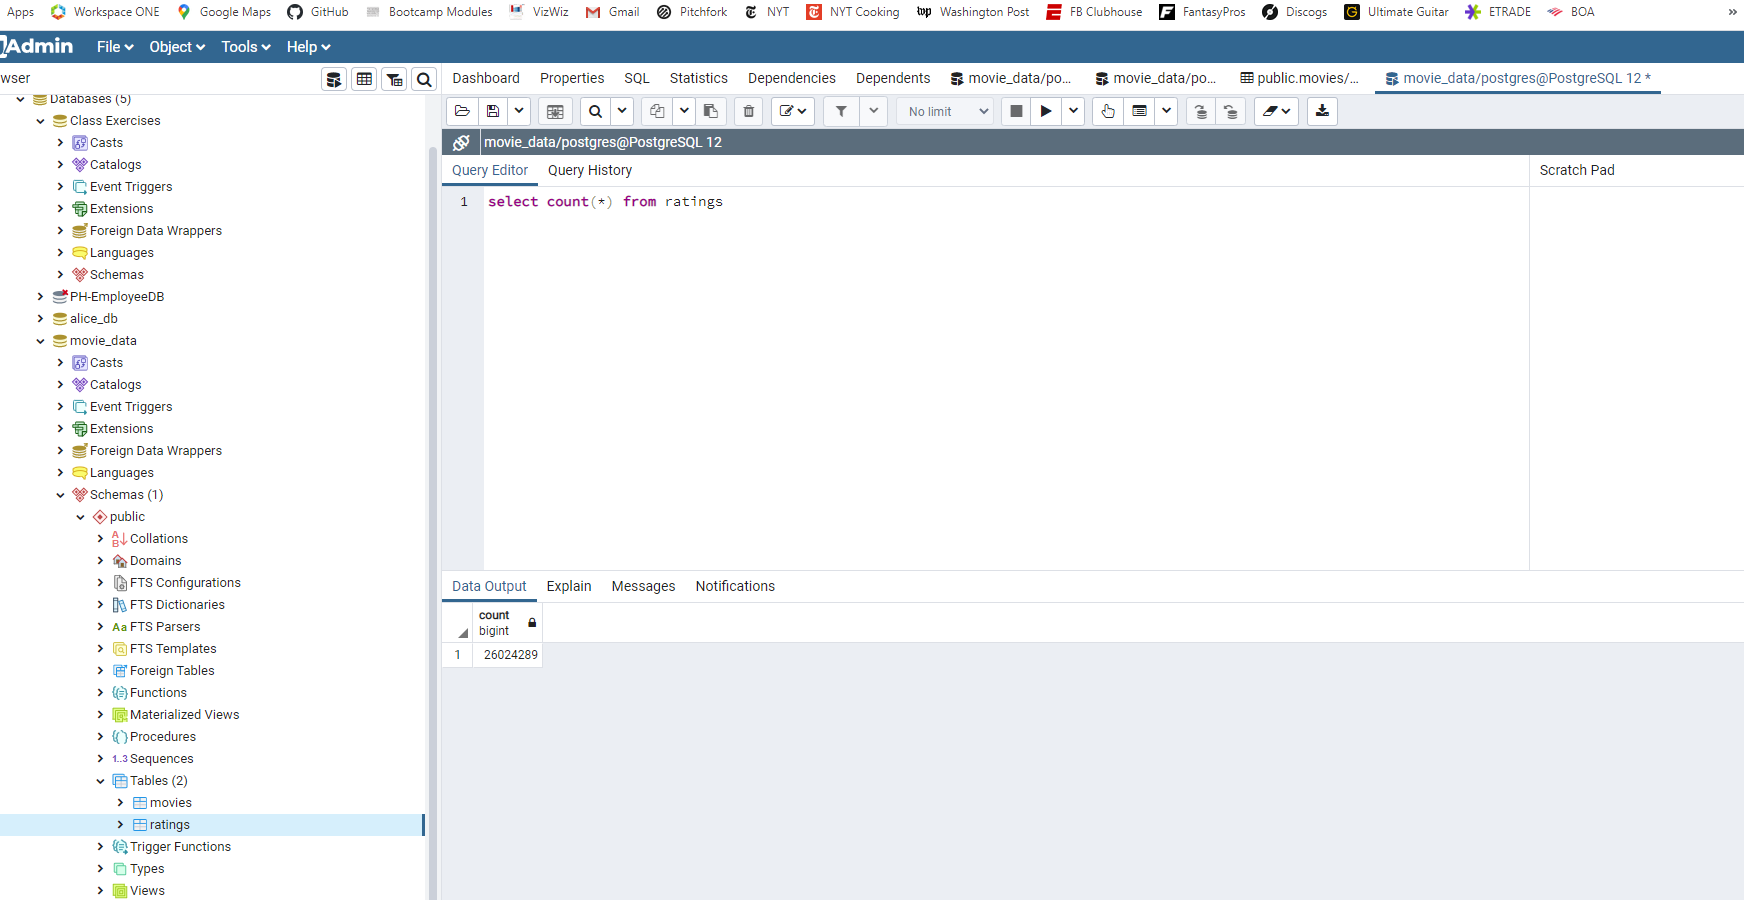 Apps Workspace ONE Google Maps GitHub Bootcamp Modules VizWiz Gmail Pitchfork NYT NYT Cooking Washington Post FB Clubhouse FantasyPros Discogs Ultimate Guitar ETRADE BOA »
Admin File Object Tools Help
wser
Dashboard Properties SQL Statistics Dependencies Dependents movie_data/po... movie_data/po... public.movies/... movie_data/postgres@PostgreSQL 12 *
No limit
movie_data/postgres@PostgreSQL 12
Query Editor Query History
Scratch Pad
1 select count(*) from ratings
Data Output Explain Messages Notifications
count
bigint
1 26024289
Databases (5)
Class Exercises
Casts
Catalogs
Event Triggers
Extensions
Foreign Data Wrappers
Languages
Schemas
PH-EmployeeDB
alice_db
movie_data
Casts
Catalogs
Event Triggers
Extensions
Foreign Data Wrappers
Languages
Schemas (1)
public
Collations
Domains
FTS Configurations
FTS Dictionaries
Aa FTS Parsers
FTS Templates
Foreign Tables
Functions
Materialized Views
Procedures
1..3 Sequences
Tables (2)
movies
ratings
Trigger Functions
Types
Views